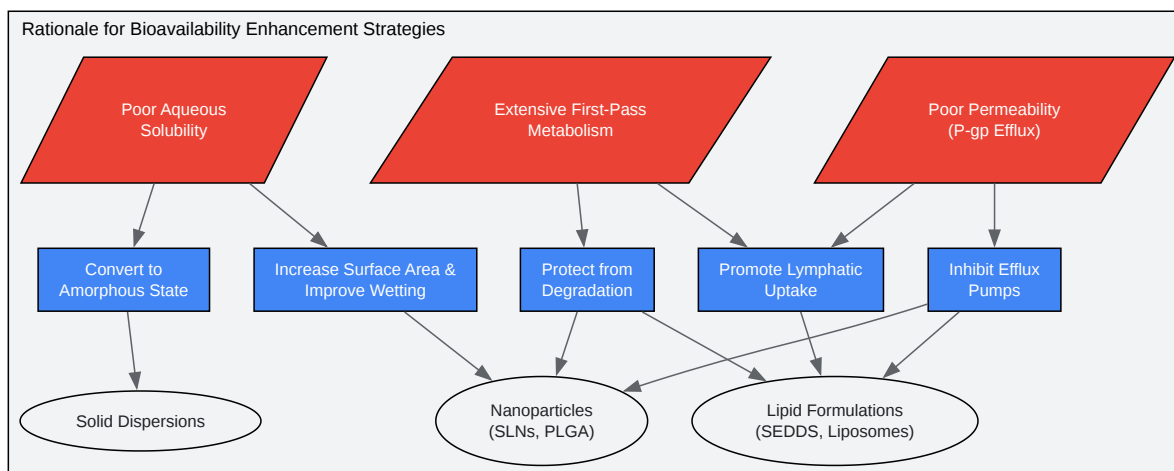 Rationale for Bioavailability Enhancement Strategies
Poor Aqueous
Solubility
Extensive First-Pass
Metabolism
Poor Permeability
(P-gp Efflux)
Convert to
Amorphous State
Increase Surface Area &
Improve Wetting
Protect from
Degradation
Promote Lymphatic
Uptake
Inhibit Efflux
Pumps
Solid Dispersions
Nanoparticles
(SLNs, PLGA)
Lipid Formulations
(SEDDS, Liposomes)